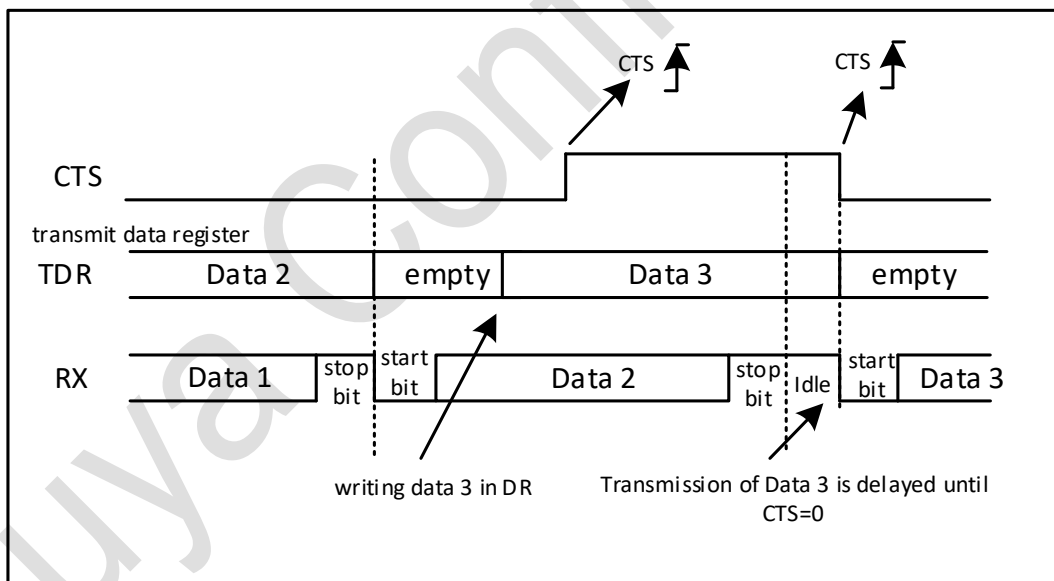 CTS
CTS
CTS
transmit data register
TDR
Data 2
empty
Data 3
empty
RX
Data 1
stop
bit
start
bit
Data 2
stop
bit
Idle
start
bit
Data 3
writing data 3 in DR
Transmission of Data 3 is delayed until
CTS=0